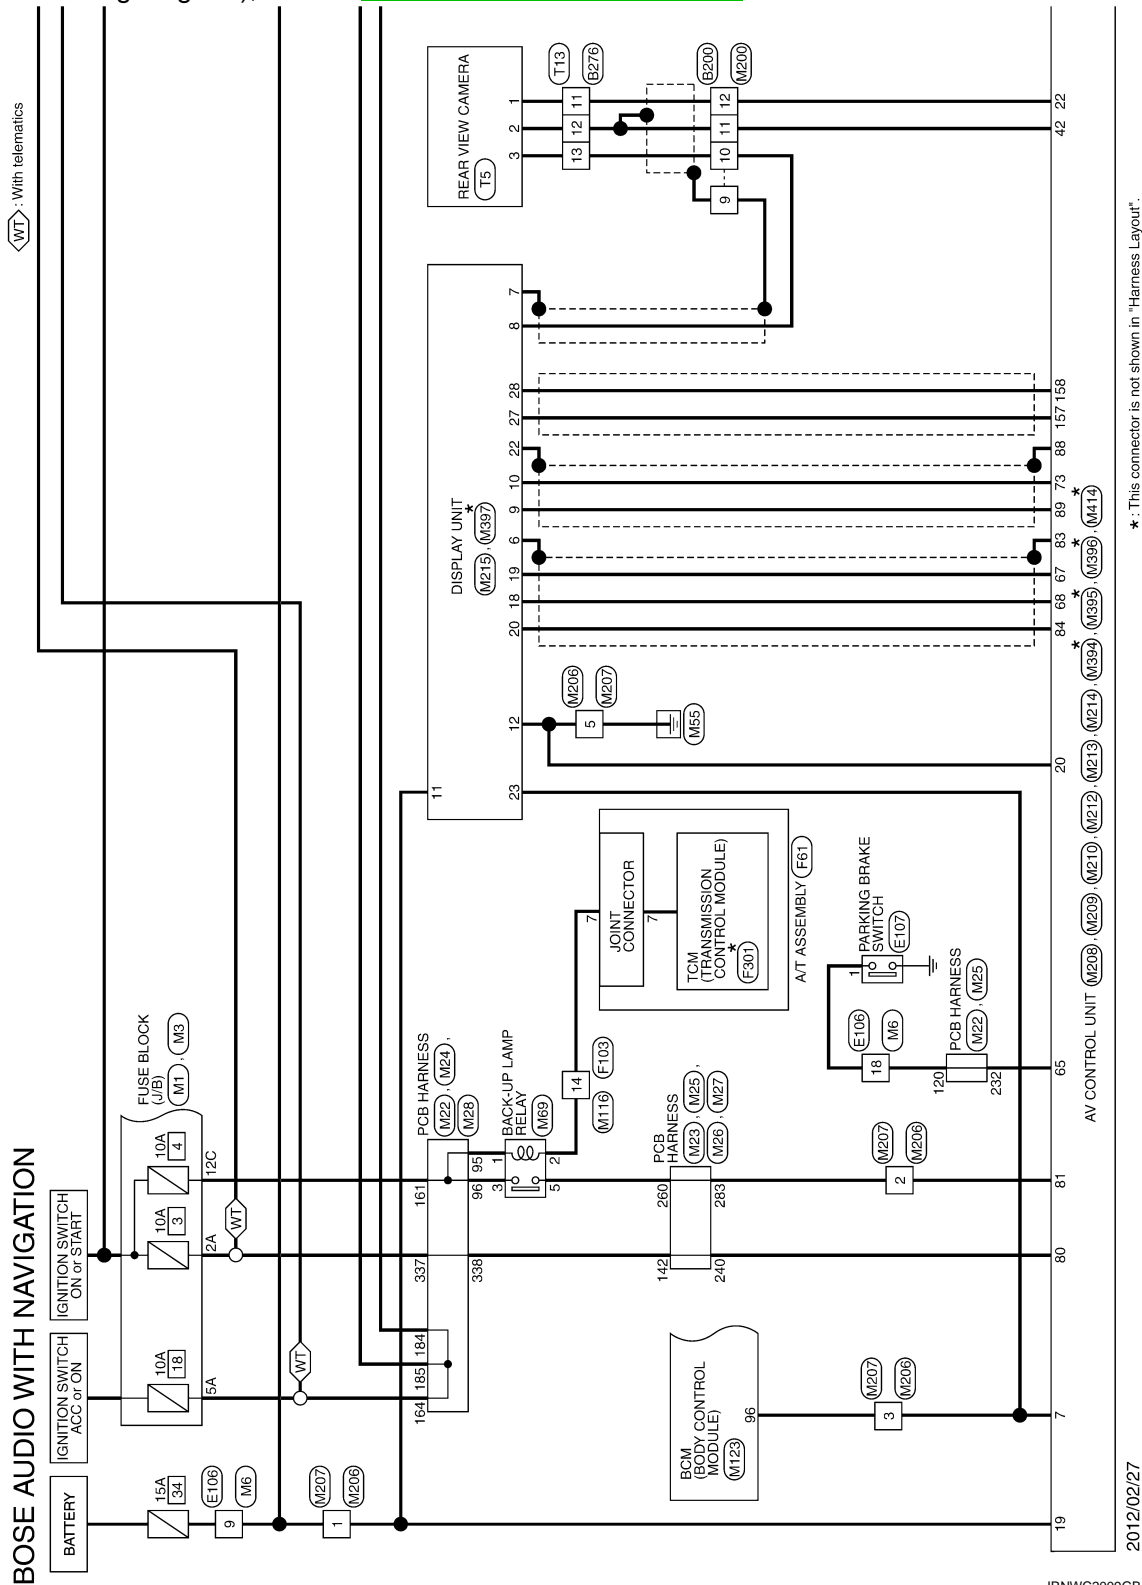 BOSE AUDIO WITH NAVIGATION
WT : With telematics
BATTERY
IGNITION SWITCH
ACC or ON
IGNITION SWITCH
ON or START
15A
34
10A
18
10A
3
10A
4
FUSE BLOCK
(J/B)
M1 , M3
5A
2A
12C
E106
9
M6
M207
1
M206
WT
WT
164
185
184
337
161
PCB HARNESS
M22 , M24 ,
M28
338
96
95
3
1
BACK-UP LAMP
RELAY
M69
5
2
M116
14
F103
7
JOINT
CONNECTOR
7
TCM
(TRANSMISSION
CONTROL MODULE)
*
F301
A/T ASSEMBLY F61
11
DISPLAY UNIT
*
M215 , M397
23
12
20
18
19
6
9
10
22
27
28
8
7
M206
5
M207
M55
REAR VIEW CAMERA
T5
3
2
1
T13
13
12
11
B276
B200
9
10
11
12
M200
BCM
(BODY CONTROL
MODULE)
M123
96
M207
3
M206
142
260
PCB
HARNESS
M23 , M25 ,
M26 , M27
240
283
M207
2
M206
PARKING BRAKE
SWITCH
E107
1
E106
18
M6
120
PCB HARNESS
M22 , M25
232
19
7
80
81
65
20
84
68
67
83
89
73
88
157
158
42
22
AV CONTROL UNIT M208 , M209 , M210 , M212 , M213 , M214 , M394 * , M395 * , M396 * , M414 *
* : This connector is not shown in "Harness Layout".
2012/02/27